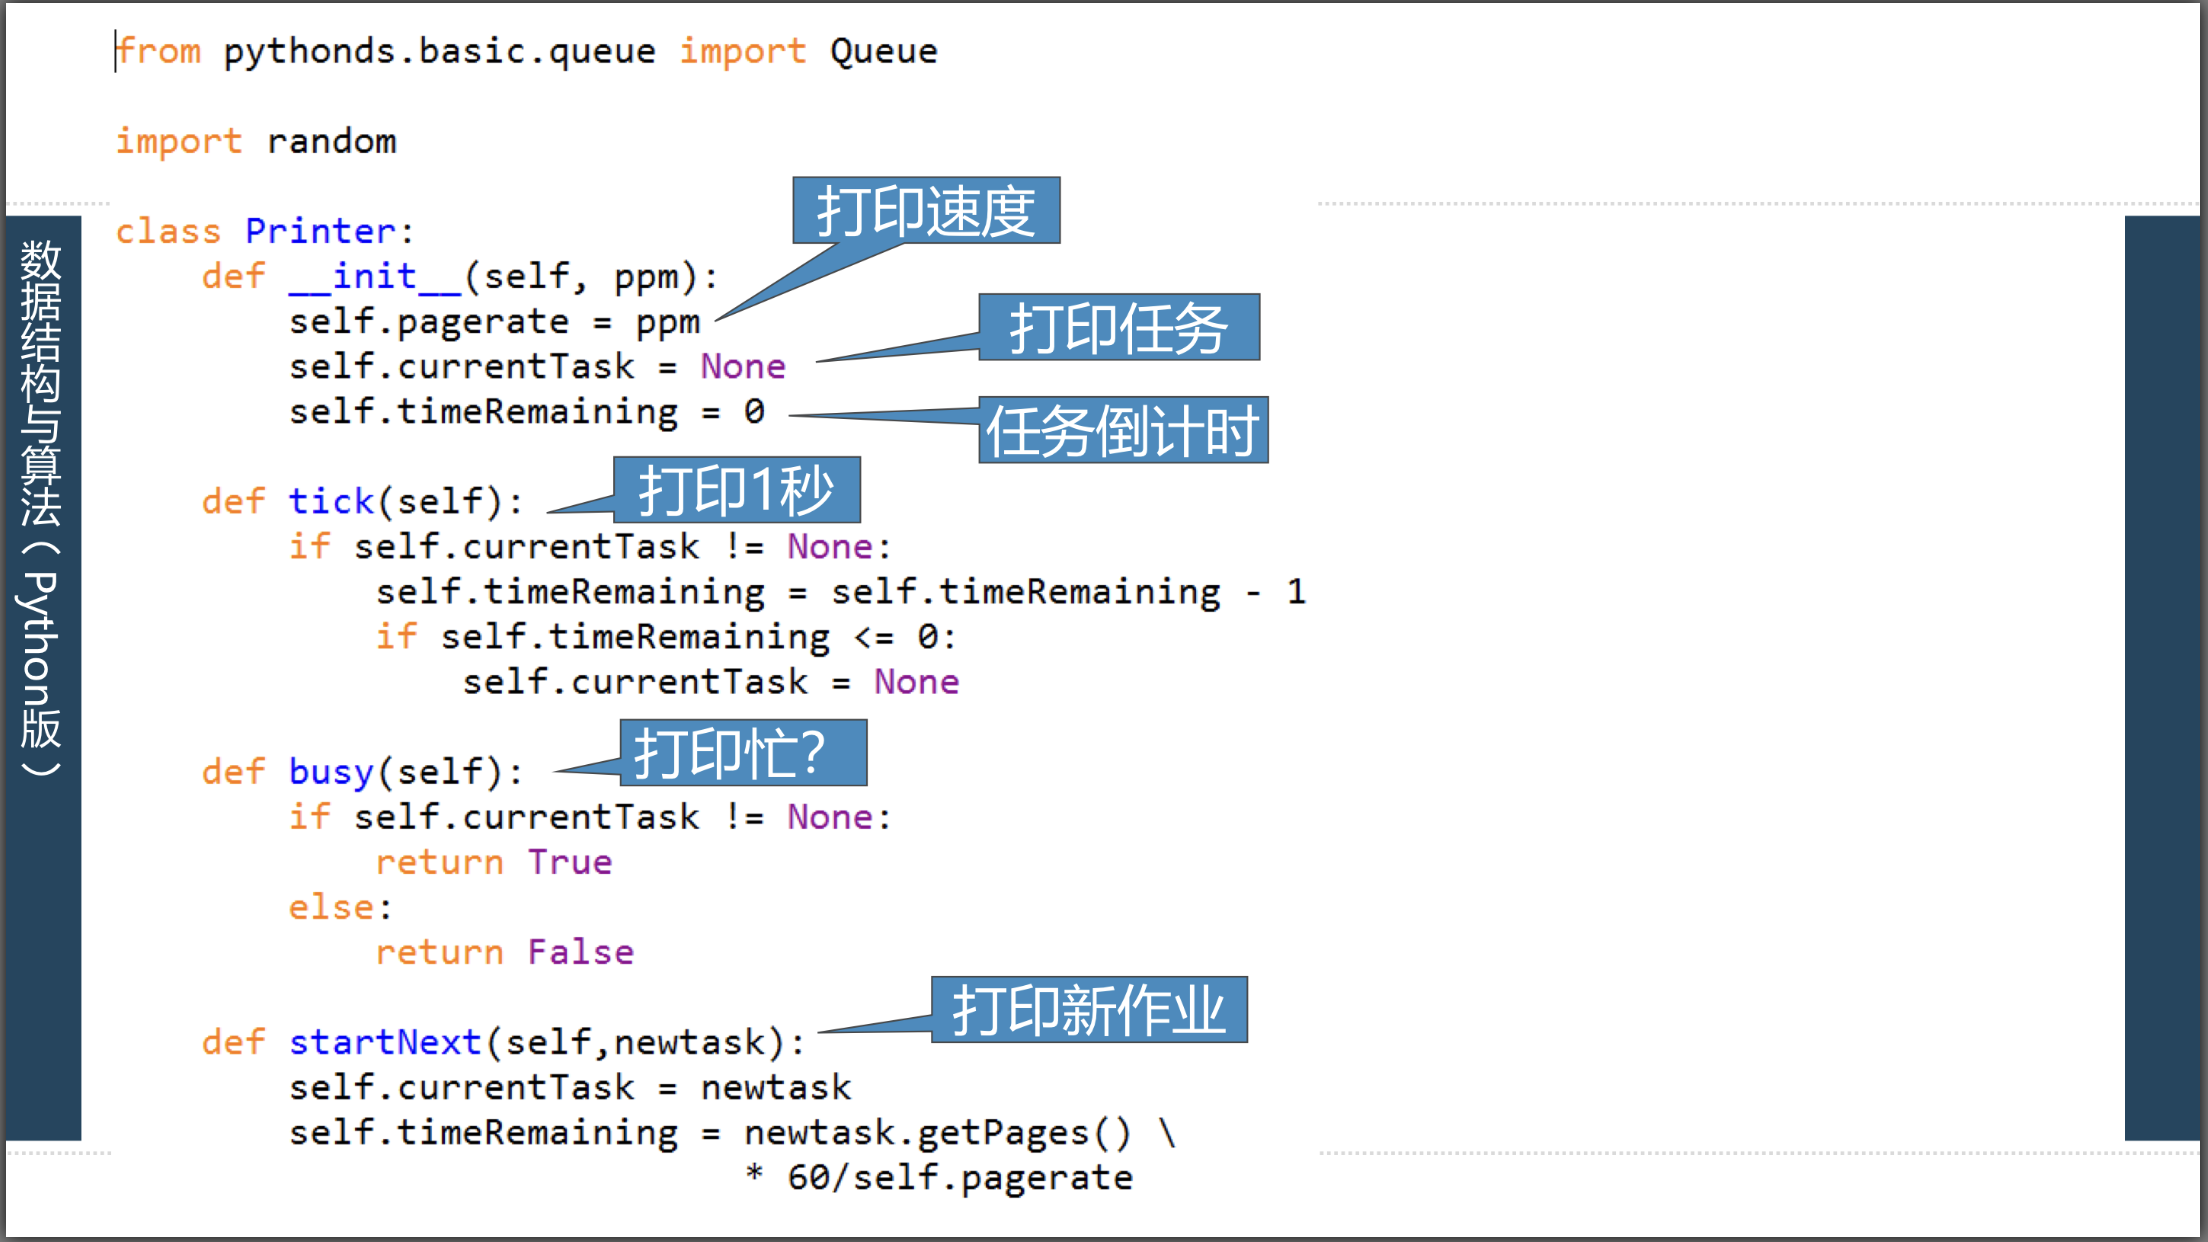 from pythonds.basic.queue import Queue
import random
class Printer:
    def __init__(self, ppm):
        self.pagerate = ppm
        self.currentTask = None
        self.timeRemaining = 0
    def tick(self):
        if self.currentTask != None:
            self.timeRemaining = self.timeRemaining - 1
            if self.timeRemaining <= 0:
                self.currentTask = None
    def busy(self):
        if self.currentTask != None:
            return True
        else:
            return False
    def startNext(self,newtask):
        self.currentTask = newtask
        self.timeRemaining = newtask.getPages() \
                             * 60/self.pagerate
打印速度
打印任务
任务倒计时
打印1秒
打印忙?
打印新作业
数据结构与算法（Python版）